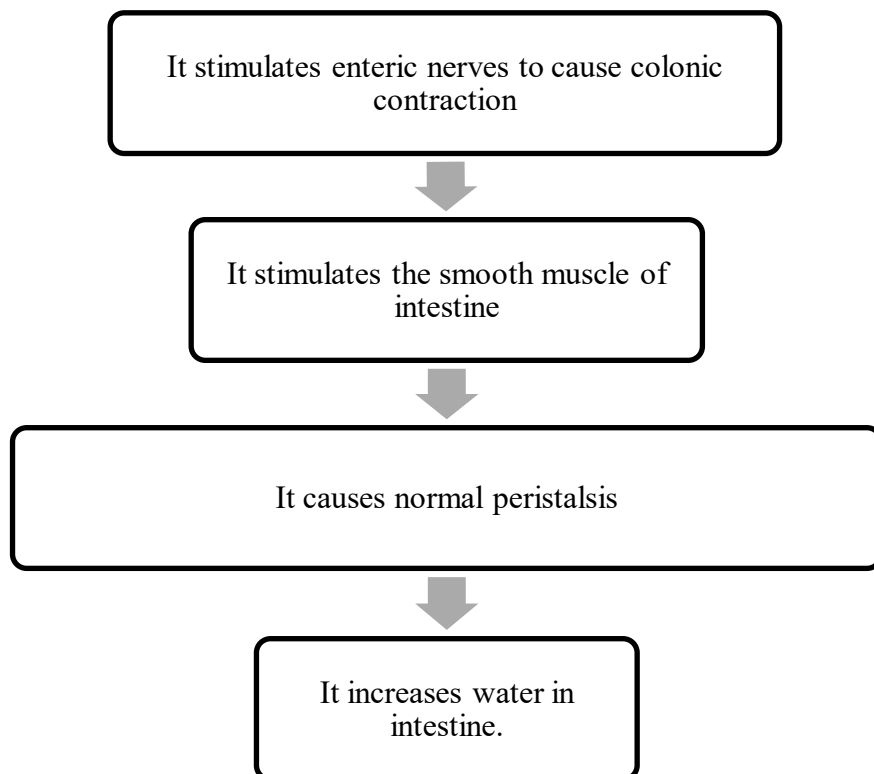 It stimulates enteric nerves to cause colonic
contraction
It stimulates the smooth muscle of
intestine
It causes normal peristalsis
It increases water in
intestine.